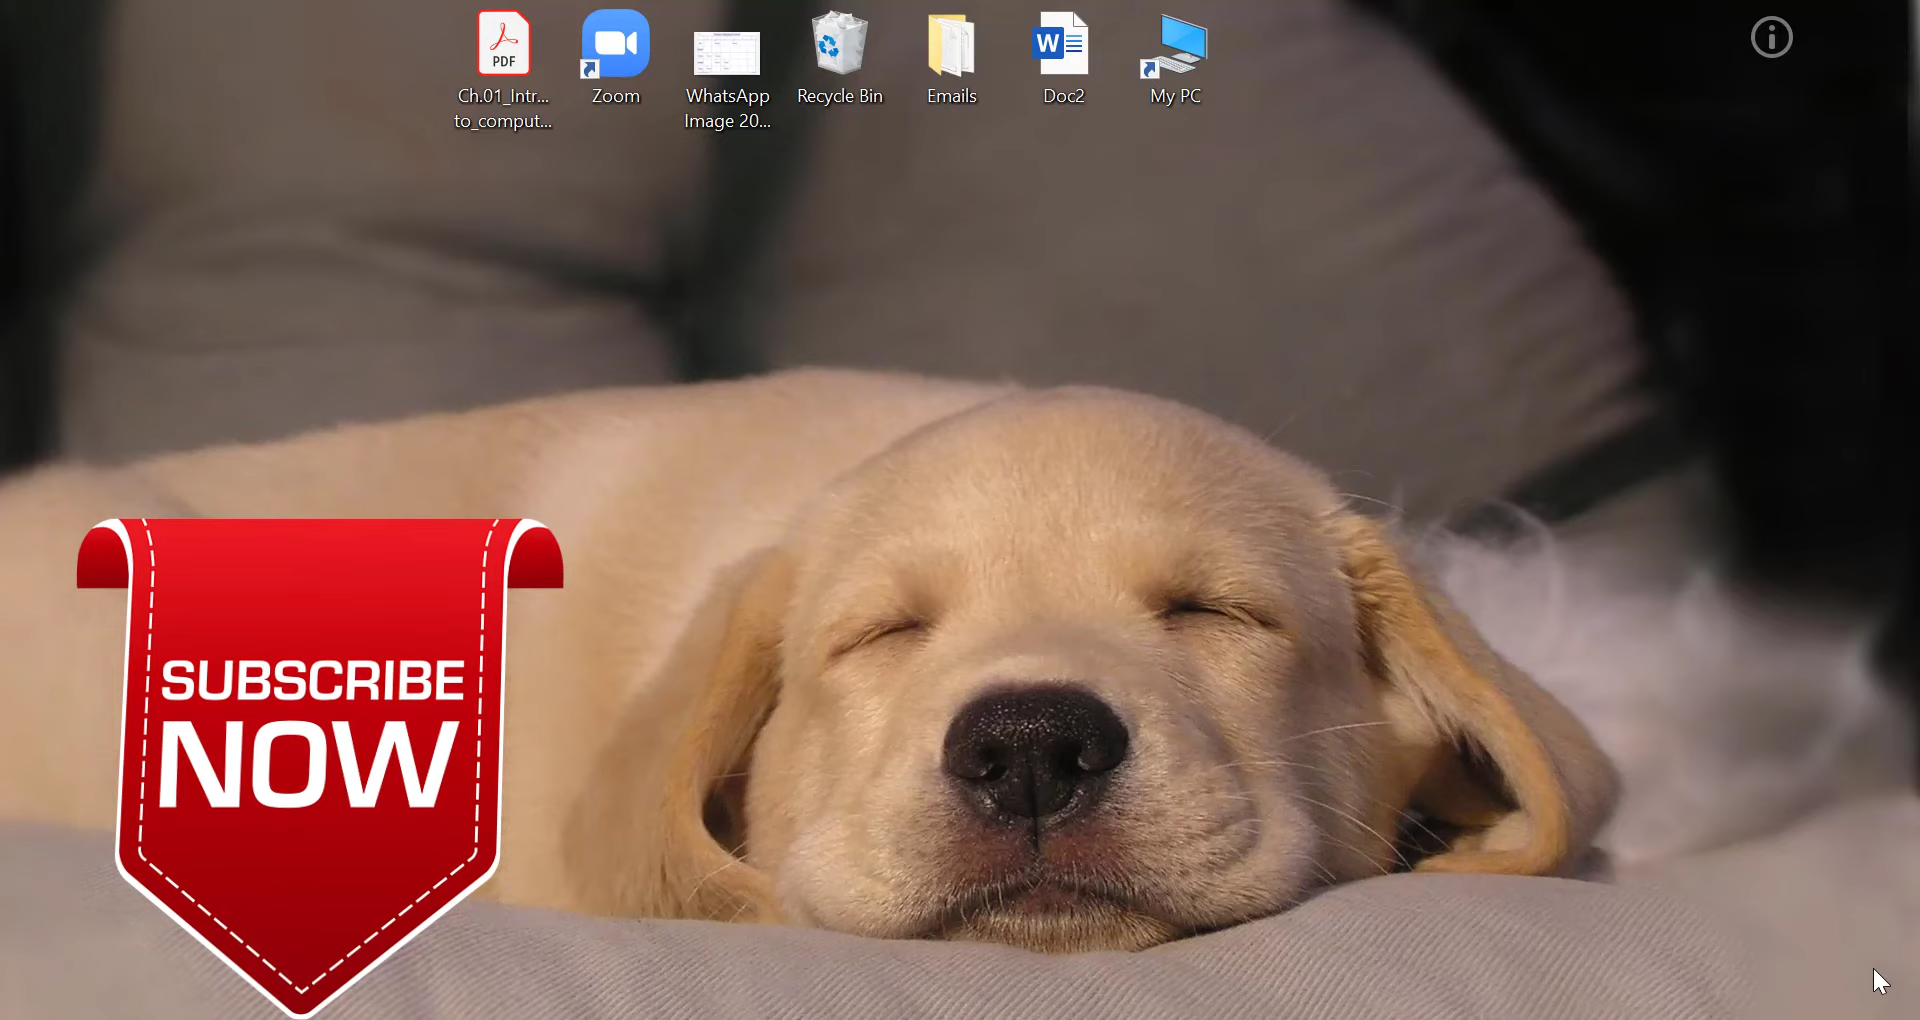 PDF
Ch.01_Intr...
to_comput...
Zoom
WhatsApp
Image 20...
Recycle Bin
Emails
W
Doc2
My PC
SUBSCRIBE
NOW